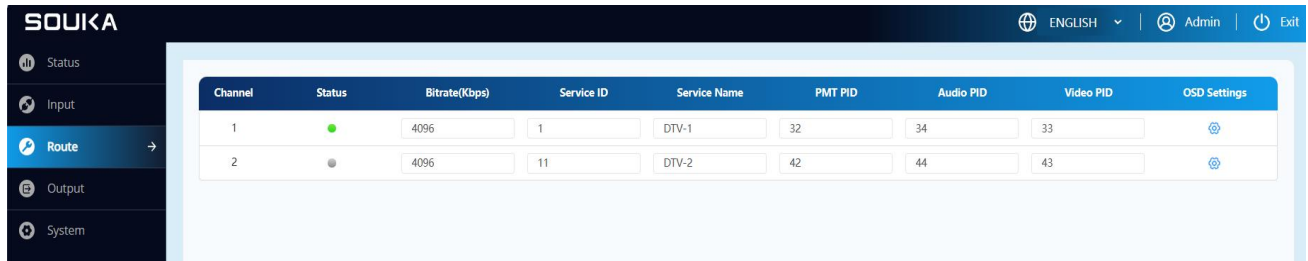 SOUKA
ENGLISH | Admin | Exit
Status
Input
Route
Output
System
Channel Status Bitrate(Kbps) Service ID Service Name PMT PID Audio PID Video PID OSD Settings
1 4096 1 DTV-1 32 34 33
2 4096 11 DTV-2 42 44 43